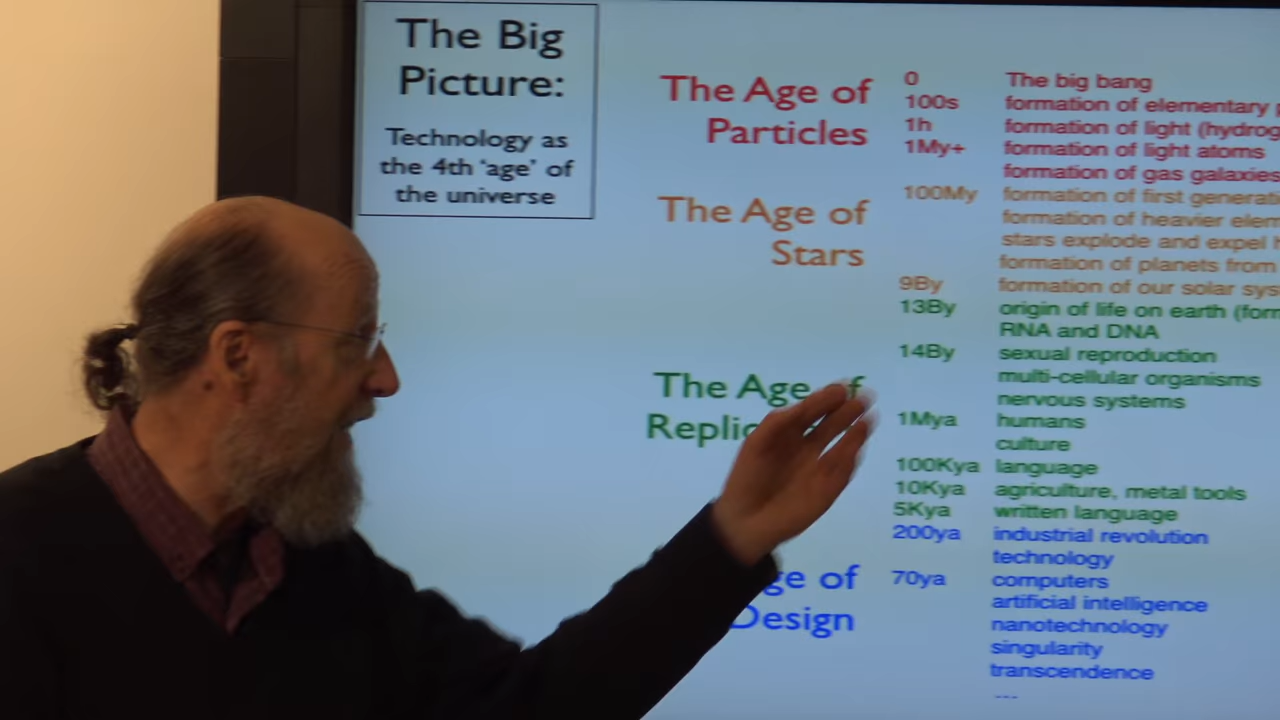 The Big
Picture:
Technology as
the 4th 'age' of
the universe
The Age of
Particles
0 The big bang
100s formation of elementary
1h formation of light
1My+ formation of light atoms
formation of gas galaxies
The Age of
Stars
100My formation of first
formation of heavier
stars explode and expel
formation of planets from
9By formation of our solar
The Age of
13By origin of life on earth
RNA and DNA
14By sexual reproduction
multi-cellular organisms
nervous systems
1Mya humans
culture
100Kya language
10Kya agriculture, metal tools
5Kya written language
of
Design
200ya industrial revolution
technology
70ya computers
artificial intelligence
nanotechnology
singularity
transcendence
...